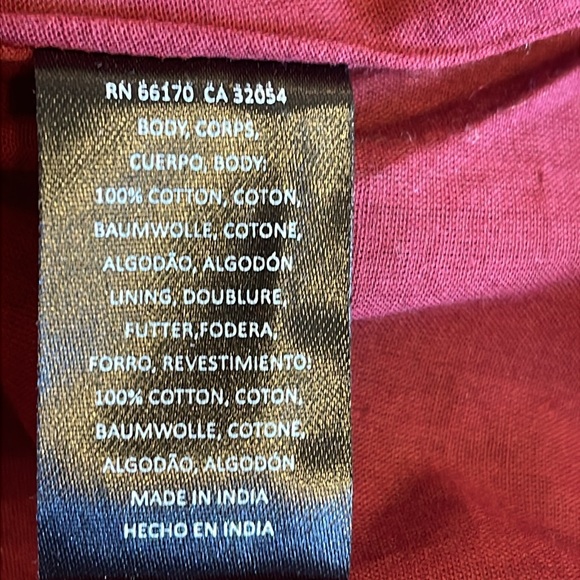 RN 66170 CA 32054
BODY, CORPS,
CUERPO, BODY:
100% COTTON, COTON,
BAUMWOLLE, COTONE,
ALGODÃO, ALGODÓN
LINING, DOUBLURE,
FUTTER,FODERA,
FORRO, REVESTIMIENTO:
100% COTTON, COTON,
BAUMWOLLE, COTONE,
ALGODÃO, ALGODÓN
MADE IN INDIA
HECHO EN INDIA